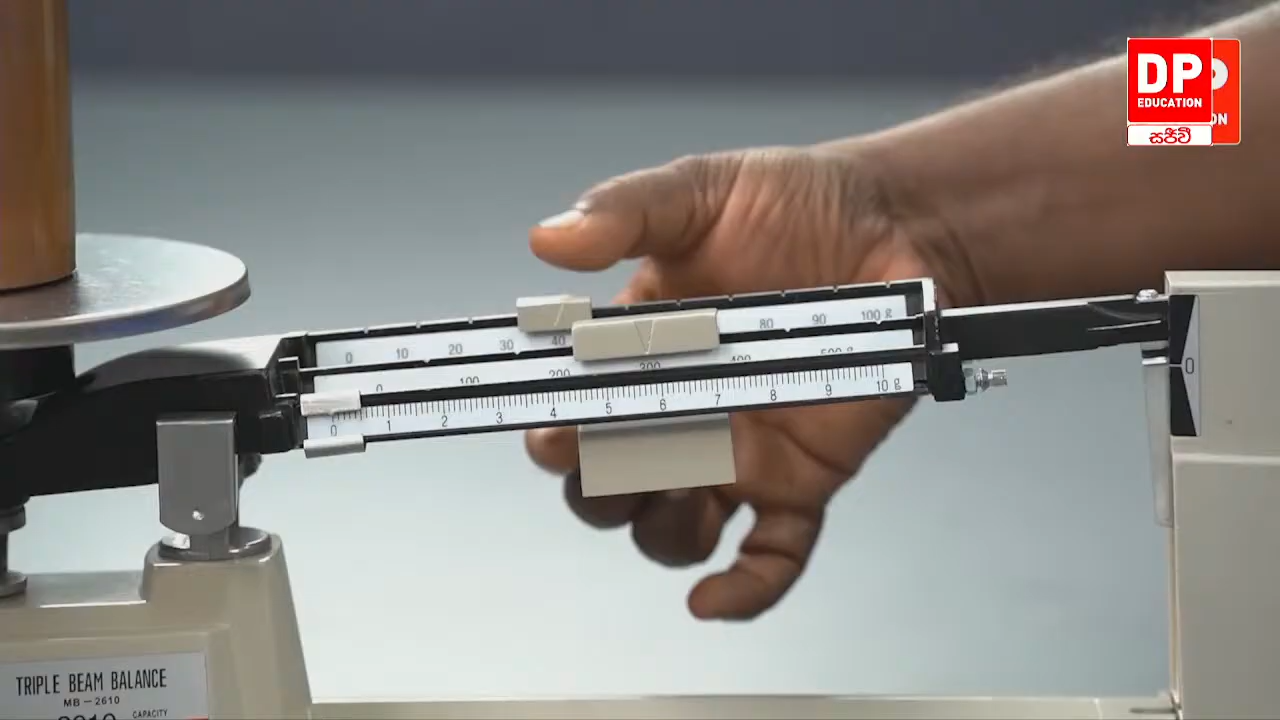 DP
EDUCATION
සජීවී
0 10 20 30 40 80 90 100 g
0 100 200 300 400 500 g
0 1 2 3 4 5 6 7 8 9 10 g
0
TRIPLE BEAM BALANCE
MB-2610
2610 CAPACITY